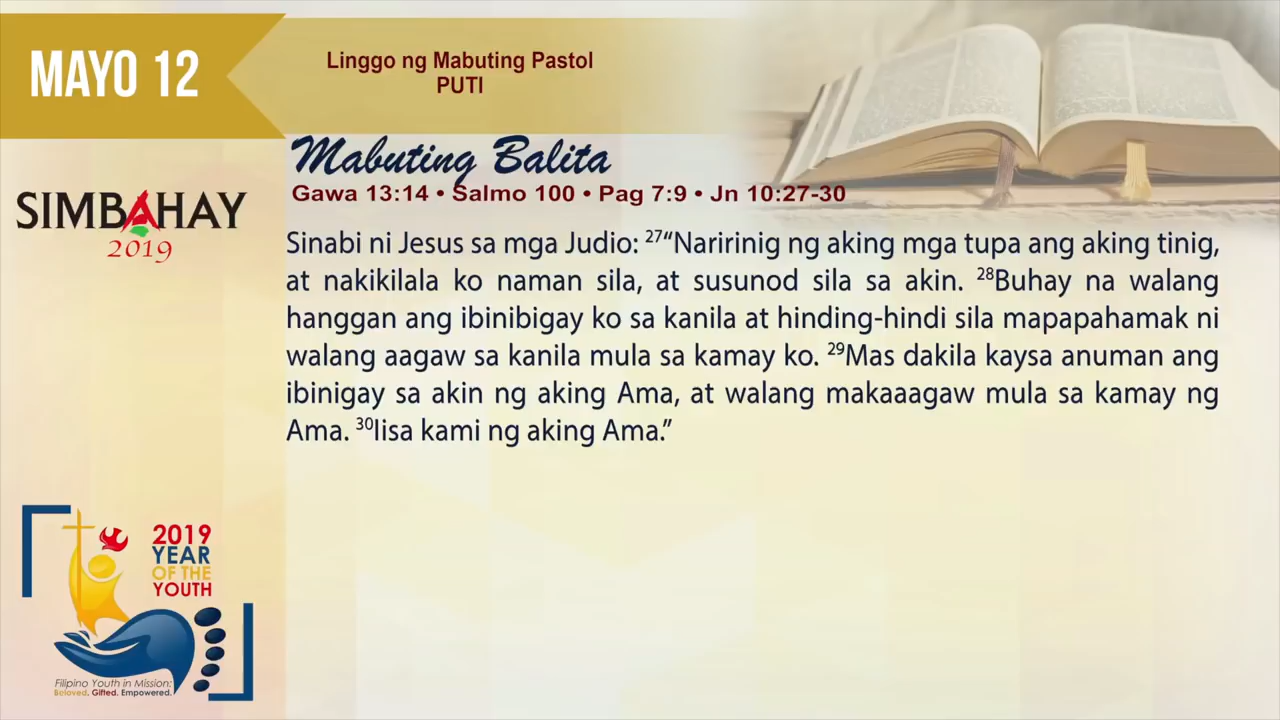 MAYO 12
Linggo ng Mabuting Pastol
PUTI
Mabuting Balita
Gawa 13:14 • Salmo 100 • Pag 7:9 • Jn 10:27-30
SIMBAHAY
2019
Sinabi ni Jesus sa mga Judio: ²⁷“Naririnig ng aking mga tupa ang aking tinig,
at nakikilala ko naman sila, at susunod sila sa akin. ²⁸Buhay na walang
hanggan ang ibinibigay ko sa kanila at hinding-hindi sila mapapahamak ni
walang aagaw sa kanila mula sa kamay ko. ²⁹Mas dakila kaysa anuman ang
ibinigay sa akin ng aking Ama, at walang makaaagaw mula sa kamay ng
Ama. ³⁰Iisa kami ng aking Ama.”
2019
YEAR
OF THE
YOUTH
Filipino Youth in Mission:
Beloved. Gifted. Empowered.